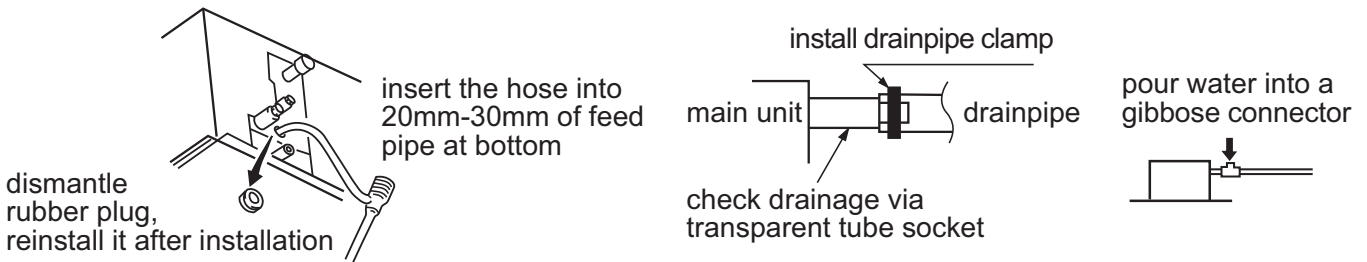 insert the hose into
20mm-30mm of feed
pipe at bottom
dismantle
rubber plug,
reinstall it after installation
install drainpipe clamp
main unit
drainpipe
check drainage via
transparent tube socket
pour water into a
gibbose connector